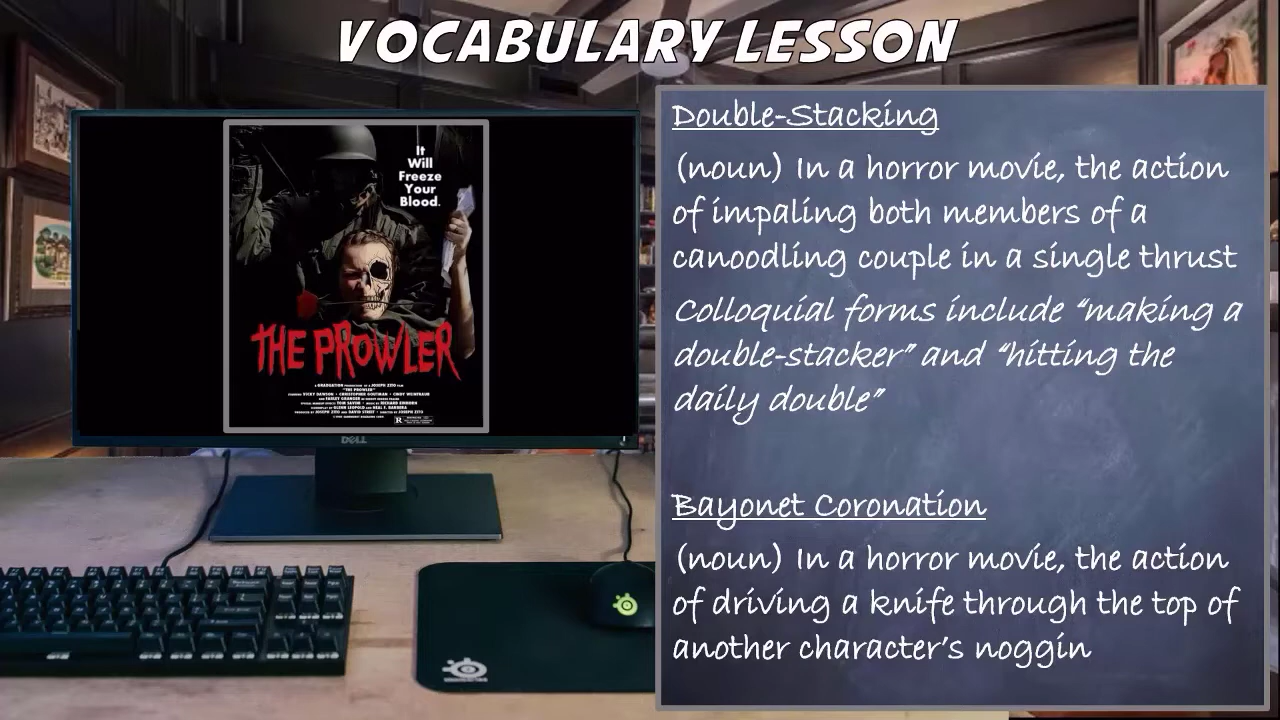 VOCABULARY LESSON
It
Will
Freeze
Your
Blood.
THE PROWLER
DELL
Double-Stacking
(noun) In a horror movie, the action
of impaling both members of a
canoodling couple in a single thrust
Colloquial forms include “making a
double-stacker” and “hitting the
daily double”
Bayonet Coronation
(noun) In a horror movie, the action
of driving a knife through the top of
another character’s noggin